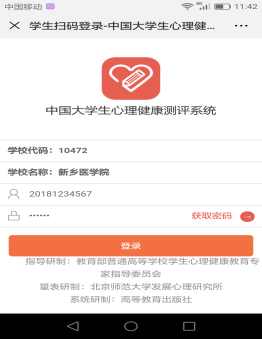 中国移动 4G 11:42
学生扫码登录-中国大学生心理健...
中国大学生心理健康测评系统
学校代码：10472
学校名称：新乡医学院
20181234567
······ 获取密码
登录
指导研制：教育部普通高等学校学生心理健康教育专
家指导委员会
量表研制：北京师范大学发展心理研究所
系统研制：高等教育出版社